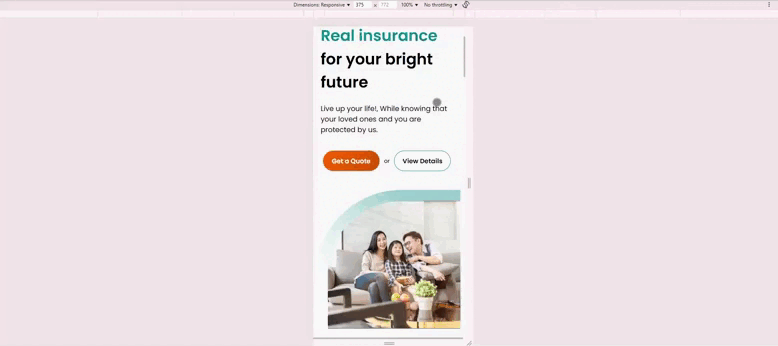 Dimensions: Responsive 375 × 772 100% No throttling
Real insurance
for your bright
future
Live up your life!, While knowing that
your loved ones and you are
protected by us.
Get a Quote or View Details